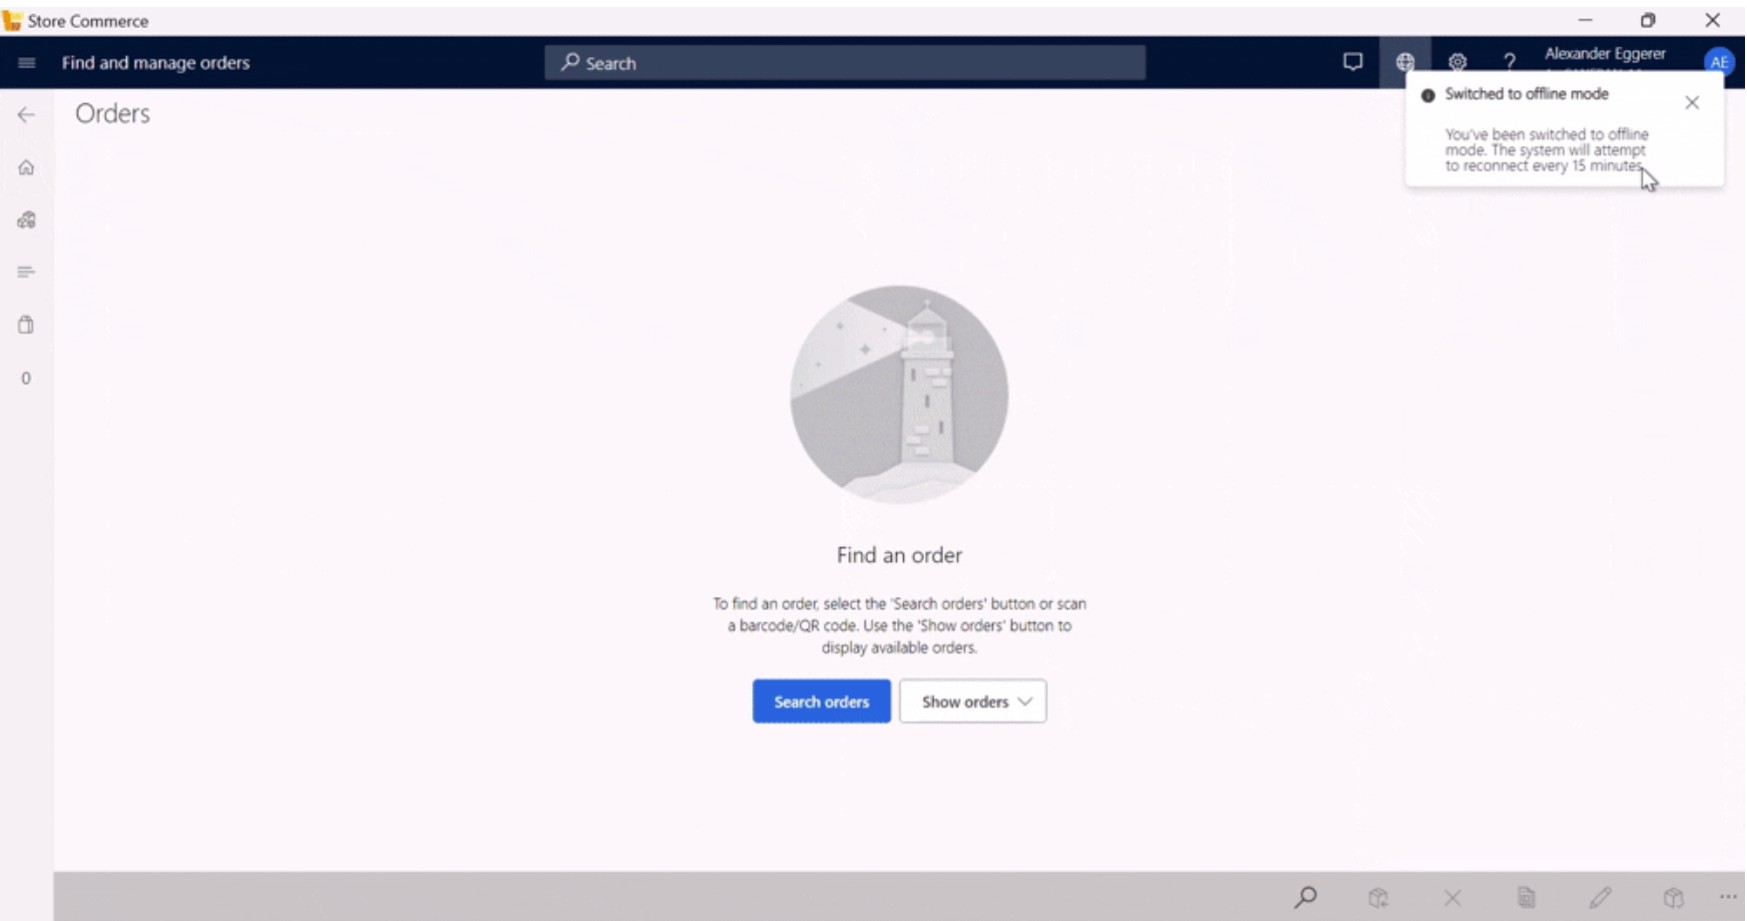 Store Commerce
Find and manage orders
Search
?
Alexander Eggerer
AE
Switched to offline mode
You've been switched to offline
mode. The system will attempt
to reconnect every 15 minutes.
Orders
0
Find an order
To find an order, select the 'Search orders' button or scan
a barcode/QR code. Use the 'Show orders' button to
display available orders.
Search orders
Show orders